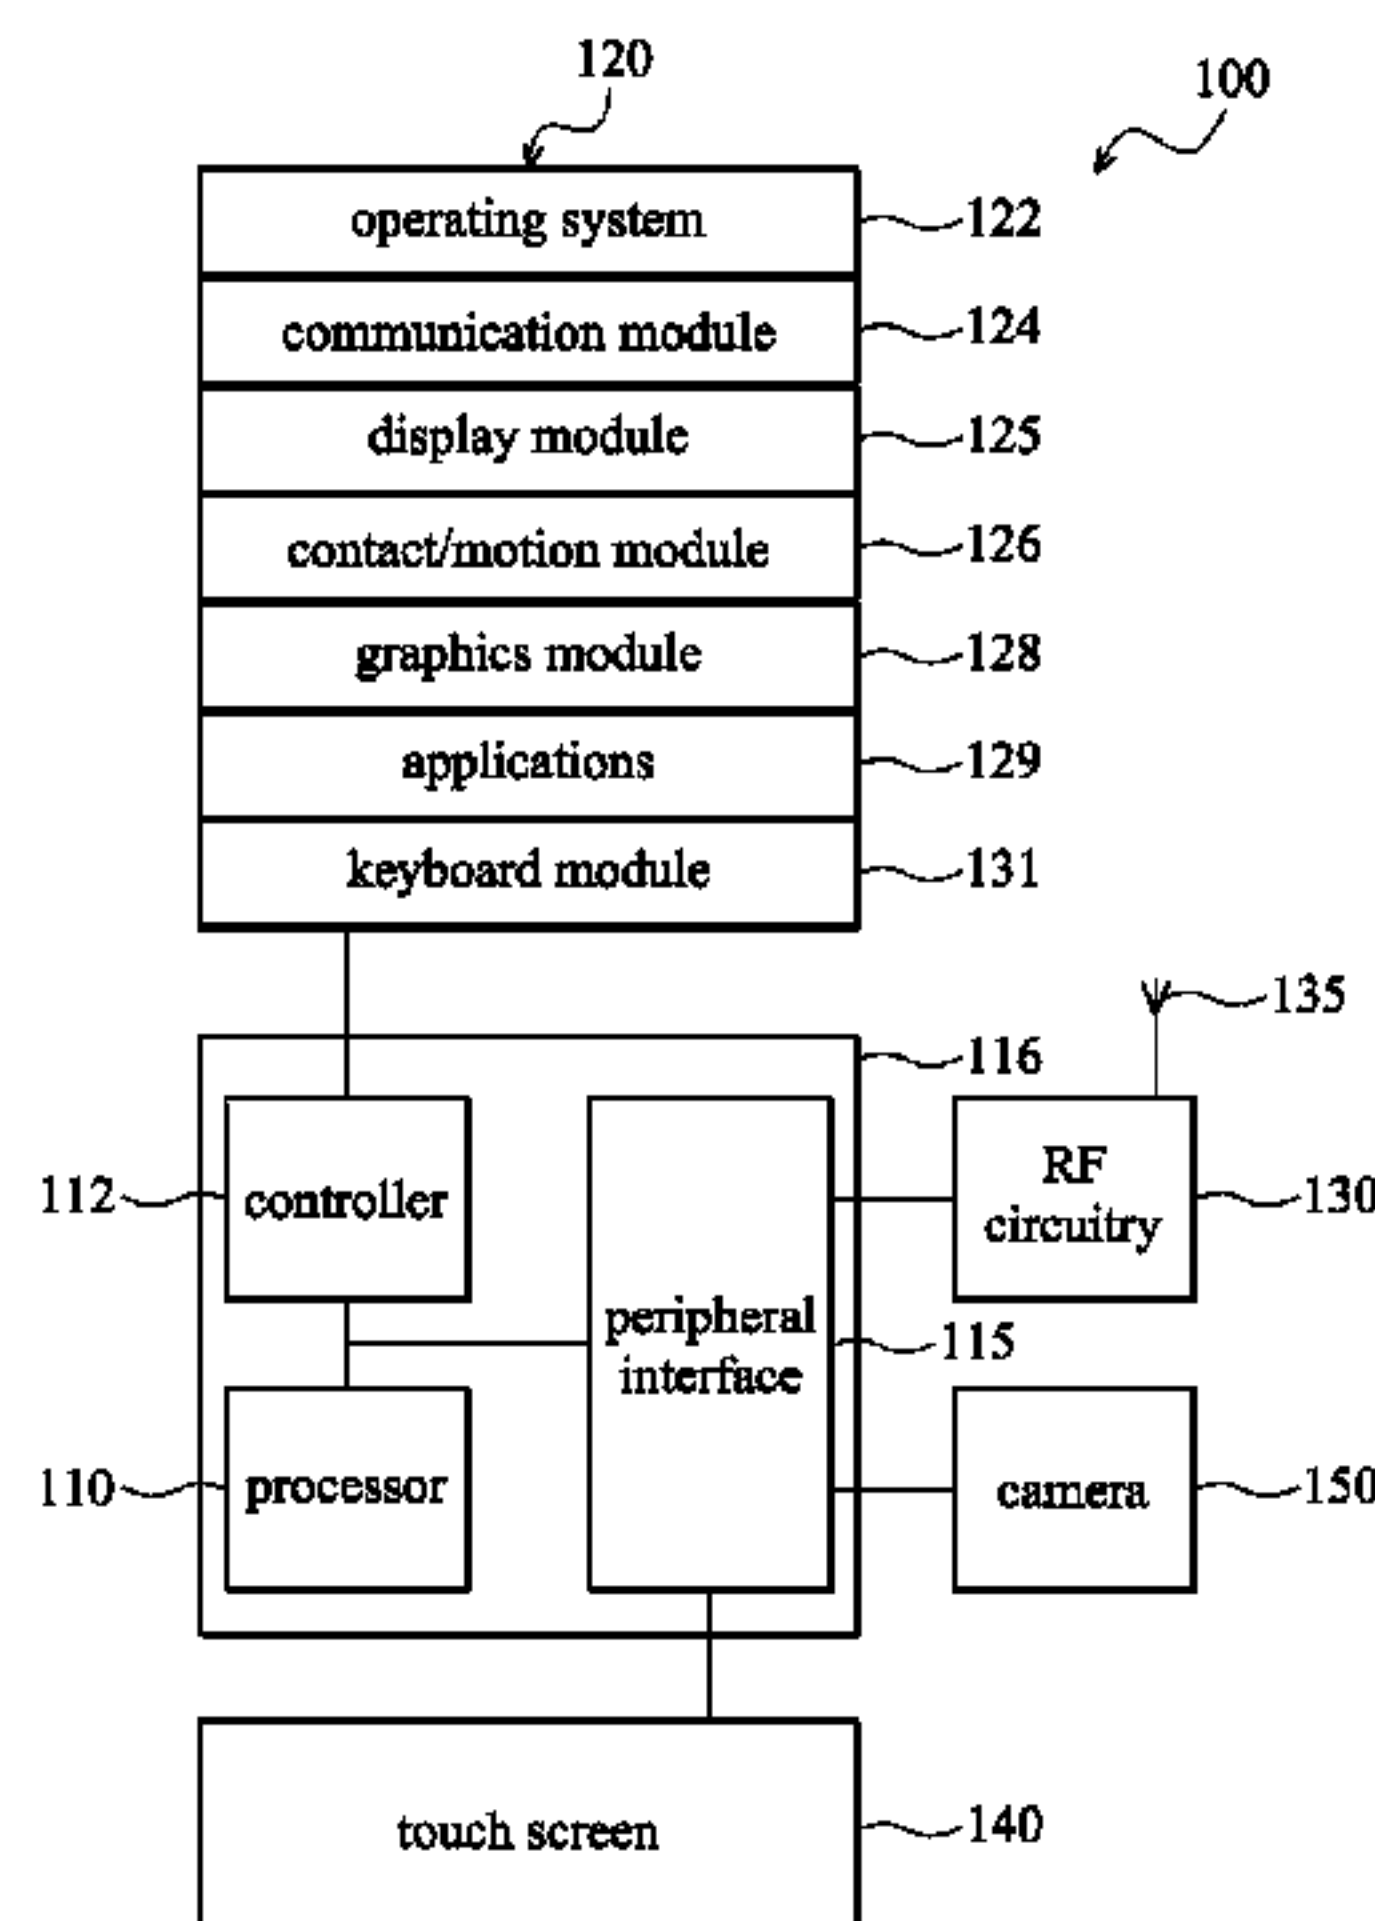 120
100
operating system 122
communication module 124
display module 125
contact/motion module 126
graphics module 128
applications 129
keyboard module 131
135
116
RF
circuitry
130
112
controller
peripheral
interface
115
110
processor
camera
150
touch screen
140